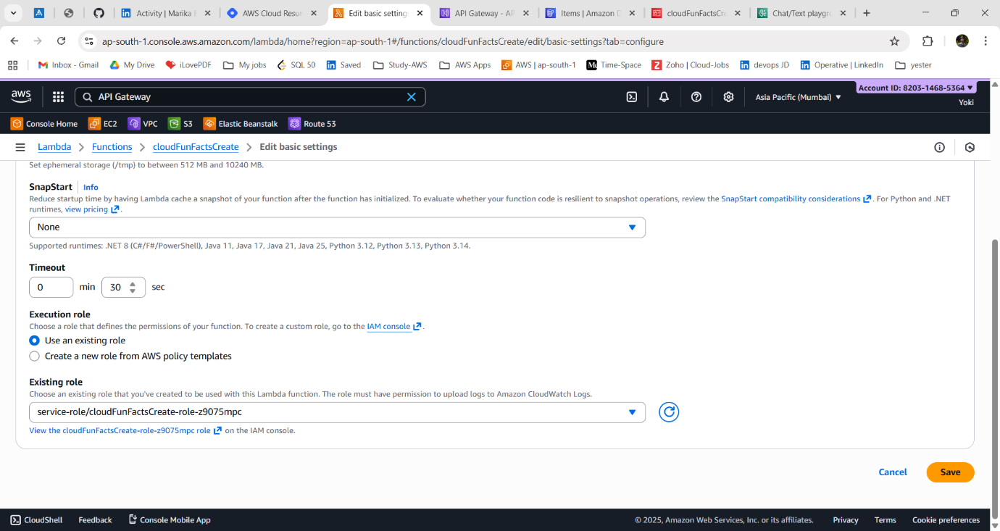 Activity | Marika E
AWS Cloud Resu
Edit basic settings
API Gateway - AP
Items | Amazon D
cloudFunFactsCre
Chat/Text playgro
ap-south-1.console.aws.amazon.com/lambda/home?region=ap-south-1#/functions/cloudFunFactsCreate/edit/basic-settings?tab=configure
Inbox - Gmail
My Drive
iLovePDF
My jobs
SQL 50
Saved
Study-AWS
AWS Apps
AWS | ap-south-1
Time-Space
Zoho | Cloud-Jobs
devops JD
Operative | LinkedIn
yester
aws
API Gateway
Asia Pacific (Mumbai)
Account ID: 8203-1468-5364
Yoki
Console Home
EC2
VPC
S3
Elastic Beanstalk
Route 53
Lambda
Functions
cloudFunFactsCreate
Edit basic settings
Set ephemeral storage (/tmp) to between 512 MB and 10240 MB.
SnapStart
Info
Reduce startup time by having Lambda cache a snapshot of your function after the function has initialized. To evaluate whether your function code is resilient to snapshot operations, review the SnapStart compatibility considerations . For Python and .NET
runtimes, view pricing .
None
Supported runtimes: .NET 8 (C#/F#/PowerShell), Java 11, Java 17, Java 21, Java 25, Python 3.12, Python 3.13, Python 3.14.
Timeout
0 min 30 sec
Execution role
Choose a role that defines the permissions of your function. To create a custom role, go to the IAM console .
Use an existing role
Create a new role from AWS policy templates
Existing role
Choose an existing role that you've created to be used with this Lambda function. The role must have permission to upload logs to Amazon CloudWatch Logs.
service-role/cloudFunFactsCreate-role-z9075mpc
View the cloudFunFactsCreate-role-z9075mpc role on the IAM console.
Cancel
Save
CloudShell
Feedback
Console Mobile App
© 2025, Amazon Web Services, Inc. or its affiliates.
Privacy
Terms
Cookie preferences